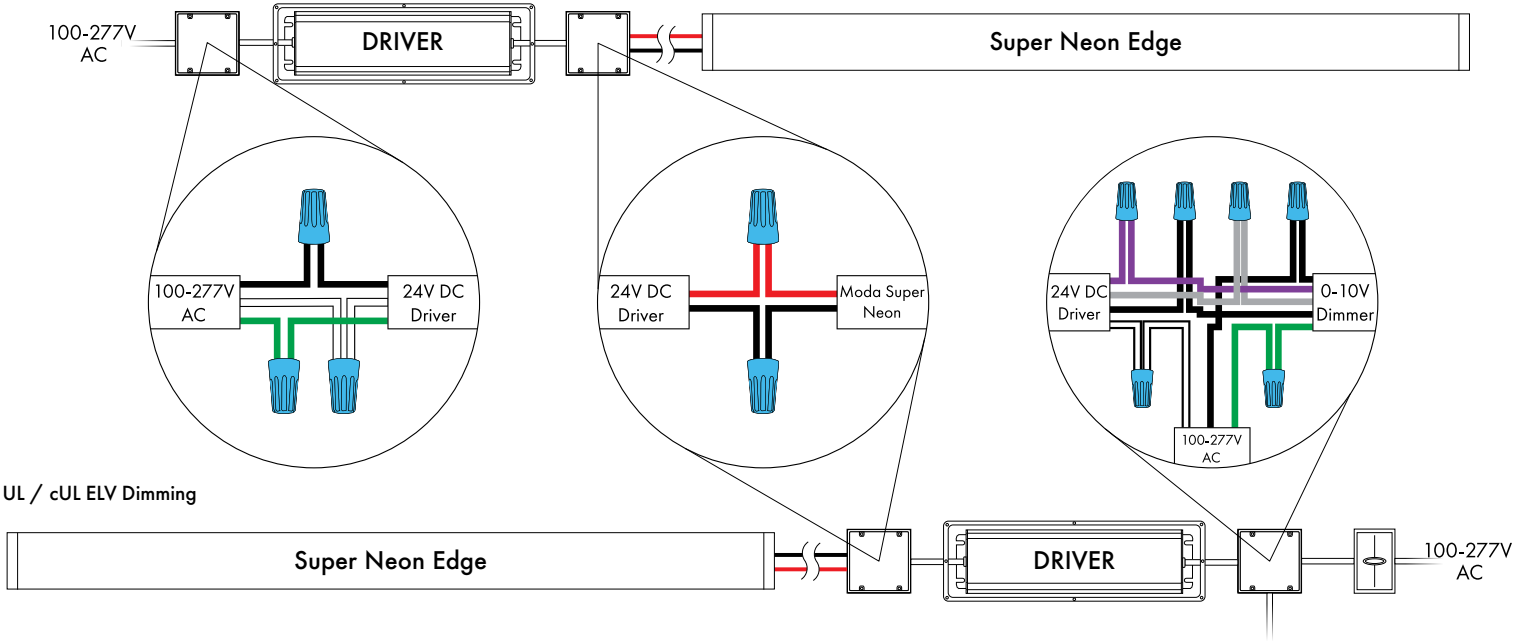 100-277V
AC
DRIVER
Super Neon Edge
100-277V
AC
24V DC
Driver
24V DC
Driver
Moda Super
Neon
24V DC
Driver
0-10V
Dimmer
100-277V
AC
UL / cUL ELV Dimming
Super Neon Edge
DRIVER
100-277V
AC